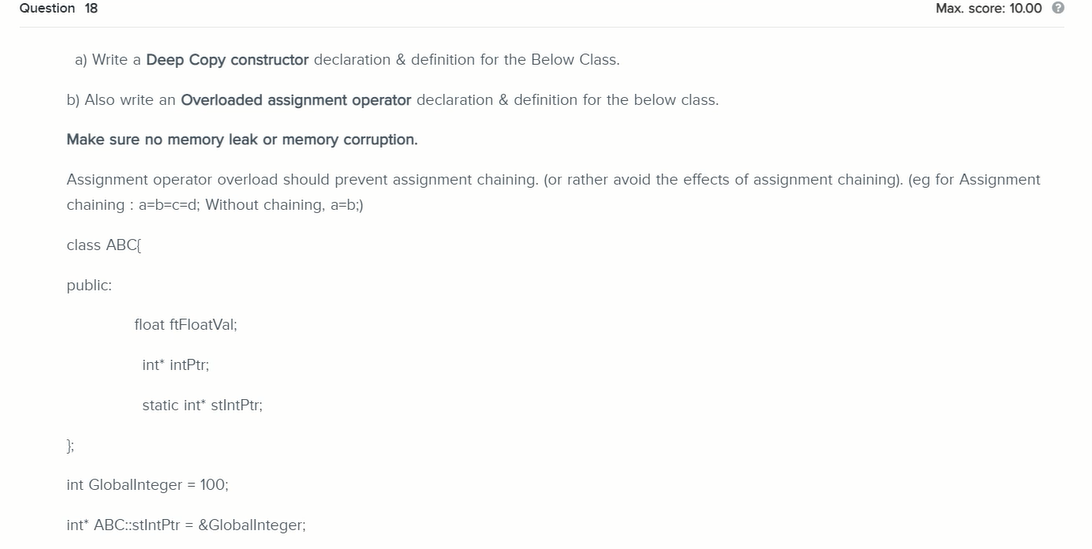 Question 18
Max. score: 10.00 ?
a) Write a Deep Copy constructor declaration & definition for the Below Class.
b) Also write an Overloaded assignment operator declaration & definition for the below class.
Make sure no memory leak or memory corruption.
Assignment operator overload should prevent assignment chaining. (or rather avoid the effects of assignment chaining). (eg for Assignment
chaining : a=b=c=d; Without chaining, a=b;)
class ABC{
public:
float ftFloatVal;
int* intPtr;
static int* stIntPtr;
};
int GlobalInteger = 100;
int* ABC::stIntPtr = &GlobalInteger;